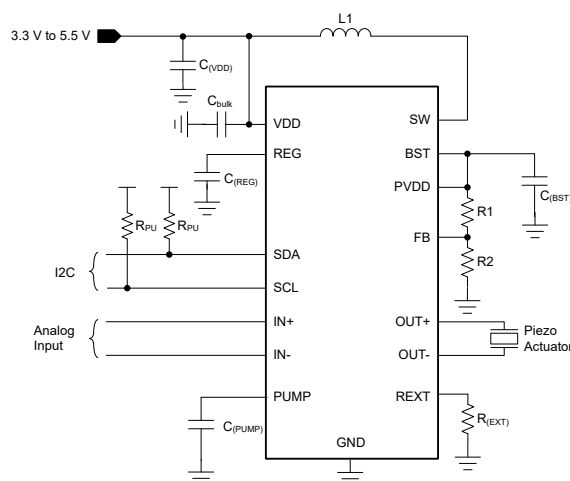 L1
3.3 V to 5.5 V
C(VDD)
Cbulk
VDD
SW
REG
BST
C(REG)
PVDD
C(BST)
RPU
RPU
R1
FB
SDA
R2
I2C
SCL
IN+
OUT+
Analog
Input
Piezo
Actuator
IN-
OUT-
PUMP
REXT
C(PUMP)
R(EXT)
GND